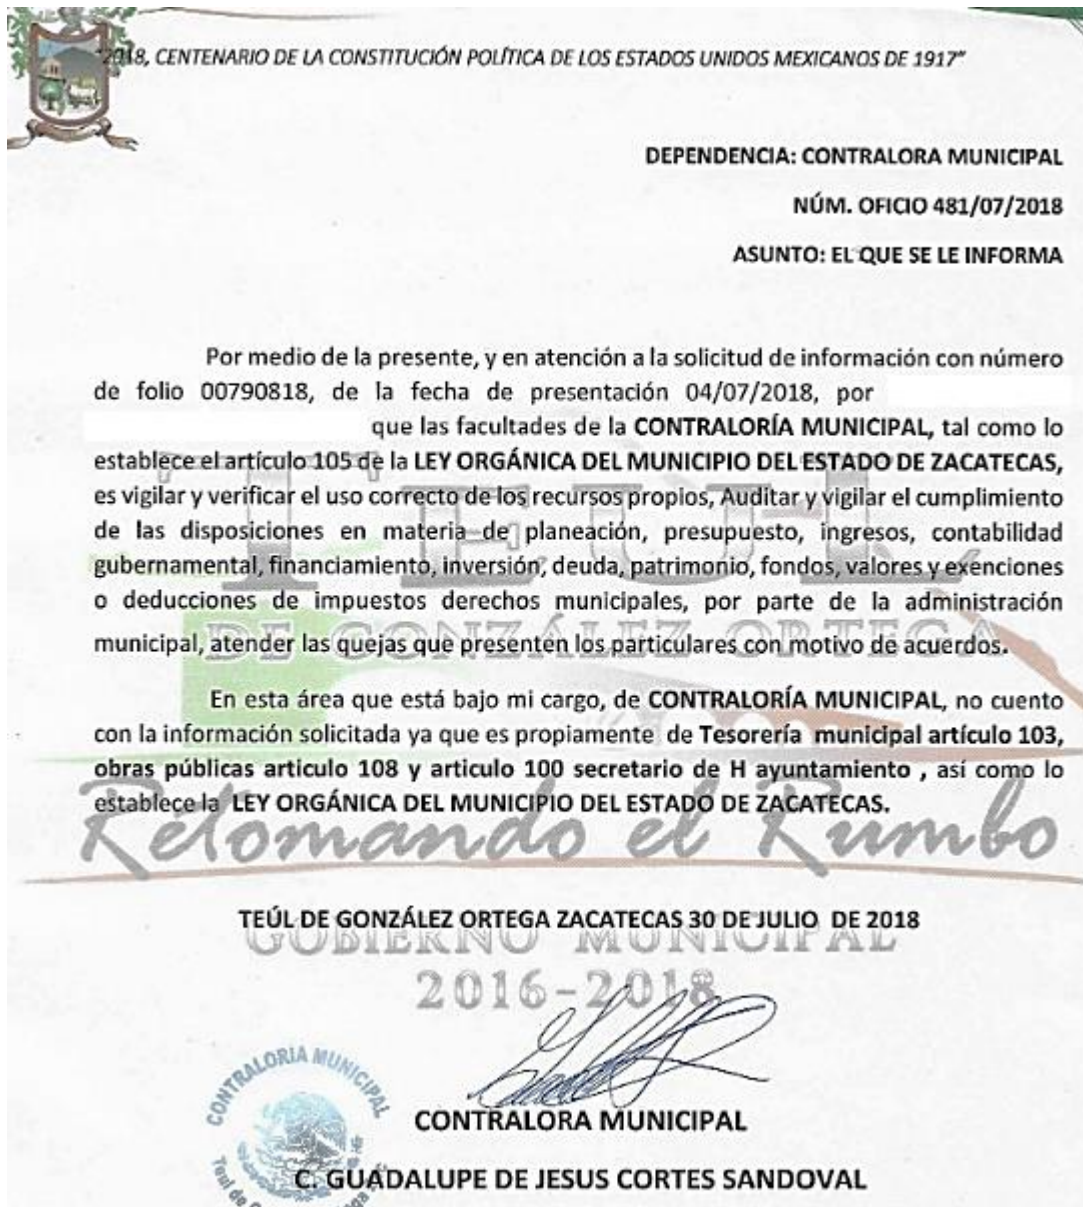 "2018, CENTENARIO DE LA CONSTITUCIÓN POLÍTICA DE LOS ESTADOS UNIDOS MEXICANOS DE 1917"
DEPENDENCIA: CONTRALORA MUNICIPAL
NÚM. OFICIO 481/07/2018
ASUNTO: EL QUE SE LE INFORMA
Por medio de la presente, y en atención a la solicitud de información con número
de folio 00790818, de la fecha de presentación 04/07/2018, por
que las facultades de la CONTRALORÍA MUNICIPAL, tal como lo
establece el artículo 105 de la LEY ORGÁNICA DEL MUNICIPIO DEL ESTADO DE ZACATECAS,
es vigilar y verificar el uso correcto de los recursos propios, Auditar y vigilar el cumplimiento
de las disposiciones en materia de planeación, presupuesto, ingresos, contabilidad
gubernamental, financiamiento, inversión, deuda, patrimonio, fondos, valores y exenciones
o deducciones de impuestos derechos municipales, por parte de la administración
municipal, atender las quejas que presenten los particulares con motivo de acuerdos.
TEÚL
DE GONZÁLEZ ORTEGA
En esta área que está bajo mi cargo, de CONTRALORÍA MUNICIPAL, no cuento
con la información solicitada ya que es propiamente de Tesorería municipal artículo 103,
obras públicas articulo 108 y articulo 100 secretario de H ayuntamiento , así como lo
establece la LEY ORGÁNICA DEL MUNICIPIO DEL ESTADO DE ZACATECAS.
Retomando el Rumbo
TEÚL DE GONZÁLEZ ORTEGA ZACATECAS 30 DE JULIO DE 2018
GOBIERNO MUNICIPAL
2016-2018
CONTRALORIA MUNICIPAL
CONTRALORA MUNICIPAL
C. GUADALUPE DE JESUS CORTES SANDOVAL